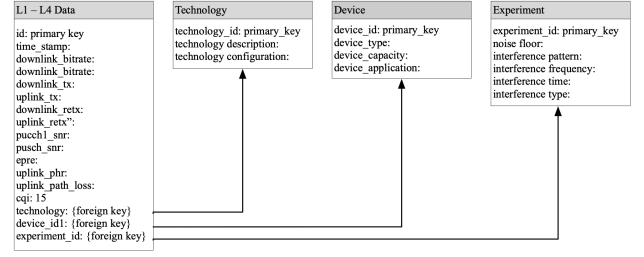 L1 – L4 Data
id: primary key
time_stamp:
downlink_bitrate:
downlink_bitrate:
downlink_tx:
uplink_tx:
downlink_retx:
uplink_retx”:
pucch1_snr:
pusch_snr:
epre:
uplink_phr:
uplink_path_loss:
cqi: 15
technology: {foreign key}
device_id1: {foreign key}
experiment_id: {foreign key}
Technology
technology_id: primary_key
technology description:
technology configuration:
Device
device_id: primary_key
device_type:
device_capacity:
device_application:
Experiment
experiment_id: primary_key
noise floor:
interference pattern:
interference frequency:
interference time:
interference type: